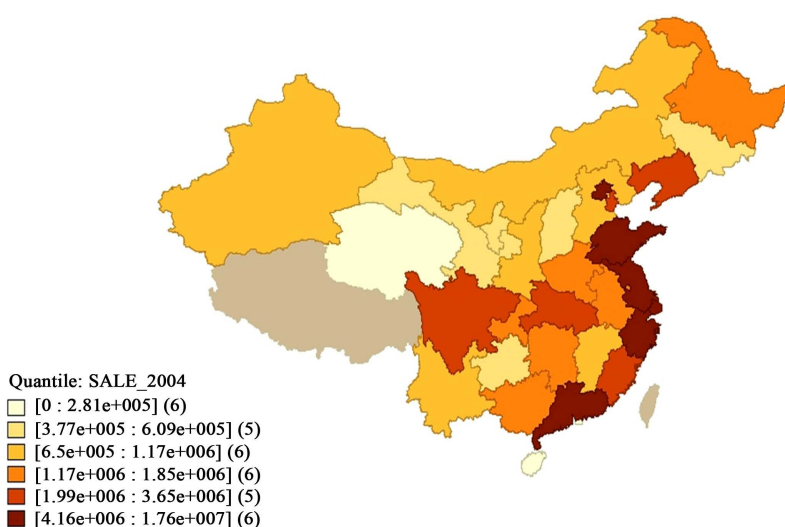 Quantile: SALE_2004
[0 : 2.81e+005] (6)
[3.77e+005 : 6.09e+005] (5)
[6.5e+005 : 1.17e+006] (6)
[1.17e+006 : 1.85e+006] (6)
[1.99e+006 : 3.65e+006] (5)
[4.16e+006 : 1.76e+007] (6)